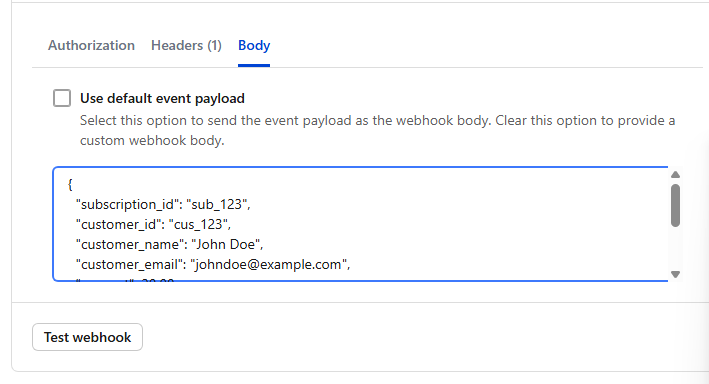 Authorization Headers (1) Body
Use default event payload
Select this option to send the event payload as the webhook body. Clear this option to provide a
custom webhook body.
{
"subscription_id": "sub_123",
"customer_id": "cus_123",
"customer_name": "John Doe",
"customer_email": "johndoe@example.com",
Test webhook